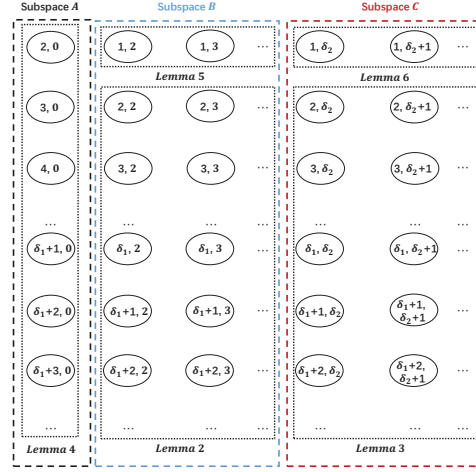 Subspace A Subspace B Subspace C
2, 0 1, 2 1, 3 ... 1, δ₂ 1, δ₂+1 ...
Lemma 5 Lemma 6
3, 0 2, 2 2, 3 ... 2, δ₂ 2, δ₂+1 ...
4, 0 3, 2 3, 3 ... 3, δ₂ 3, δ₂+1 ...
... ... ... ... ...
δ₁+1, 0 δ₁, 2 δ₁, 3 ... δ₁, δ₂ δ₁, δ₂+1 ...
δ₁+2, 0 δ₁+1, 2 δ₁+1, 3 ... δ₁+1, δ₂ δ₁+1, δ₂+1 ...
δ₁+3, 0 δ₁+2, 2 δ₁+2, 3 ... δ₁+2, δ₂ δ₁+2, δ₂+1 ...
... ... ... ... ...
Lemma 4 Lemma 2 Lemma 3